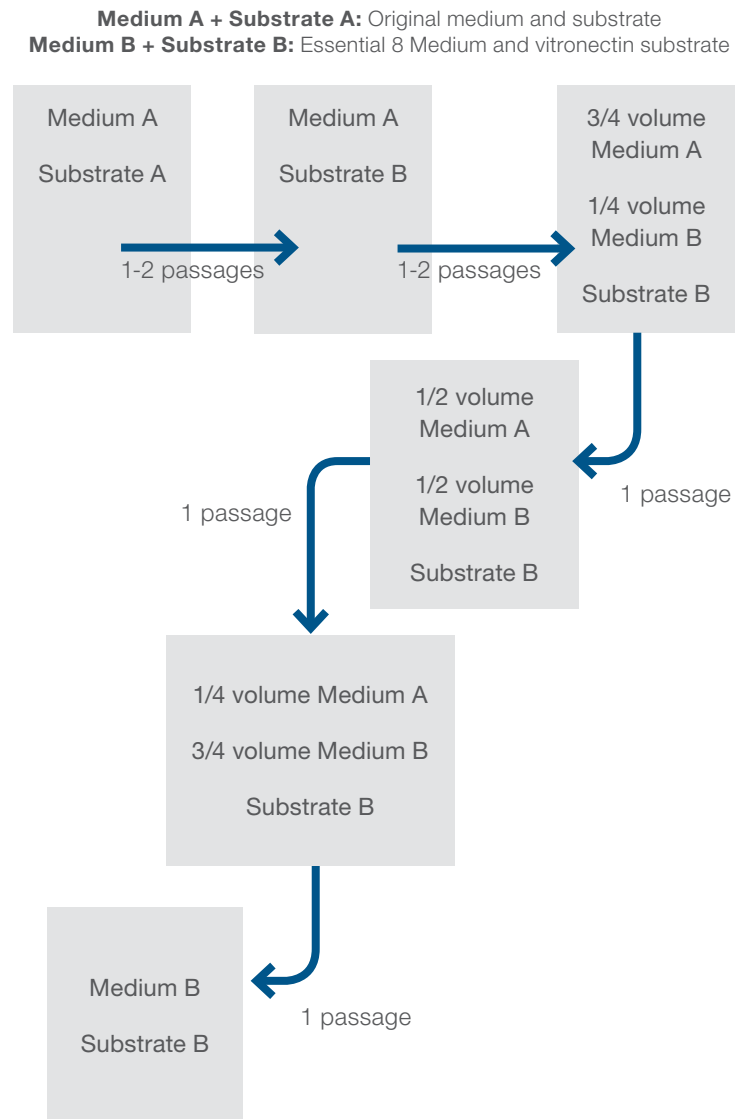 Medium A + Substrate A: Original medium and substrate
Medium B + Substrate B: Essential 8 Medium and vitronectin substrate
Medium A
Substrate A
1-2 passages
Medium A
Substrate B
1-2 passages
3/4 volume
Medium A
1/4 volume
Medium B
Substrate B
1 passage
1/2 volume
Medium A
1/2 volume
Medium B
Substrate B
1 passage
1/4 volume Medium A
3/4 volume Medium B
Substrate B
1 passage
Medium B
Substrate B